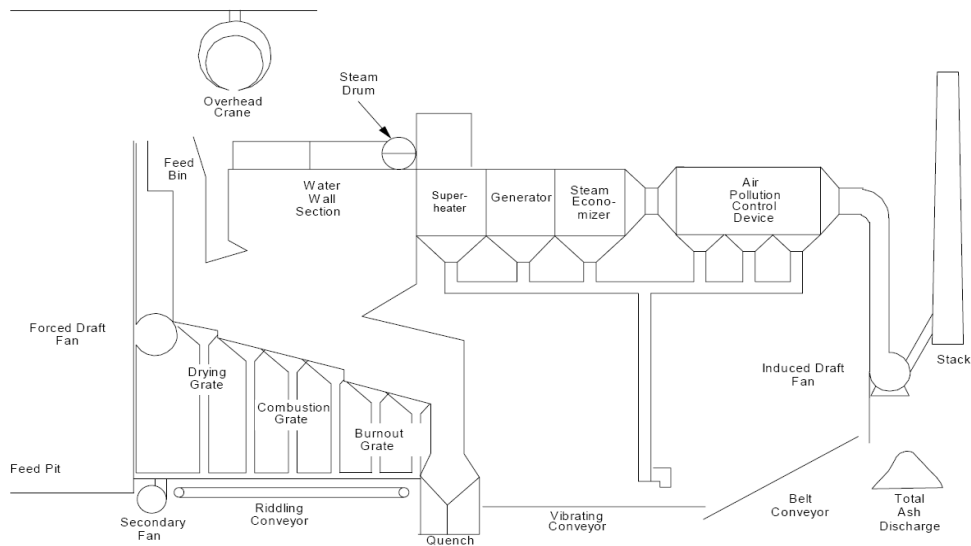 Overhead
Crane
Steam
Drum
Feed
Bin
Water
Wall
Section
Super-
heater
Generator
Steam
Econo-
mizer
Air
Pollution
Control
Device
Forced Draft
Fan
Drying
Grate
Combustion
Grate
Burnout
Grate
Induced Draft
Fan
Stack
Feed Pit
Secondary
Fan
Riddling
Conveyor
Quench
Vibrating
Conveyor
Belt
Conveyor
Total
Ash
Discharge